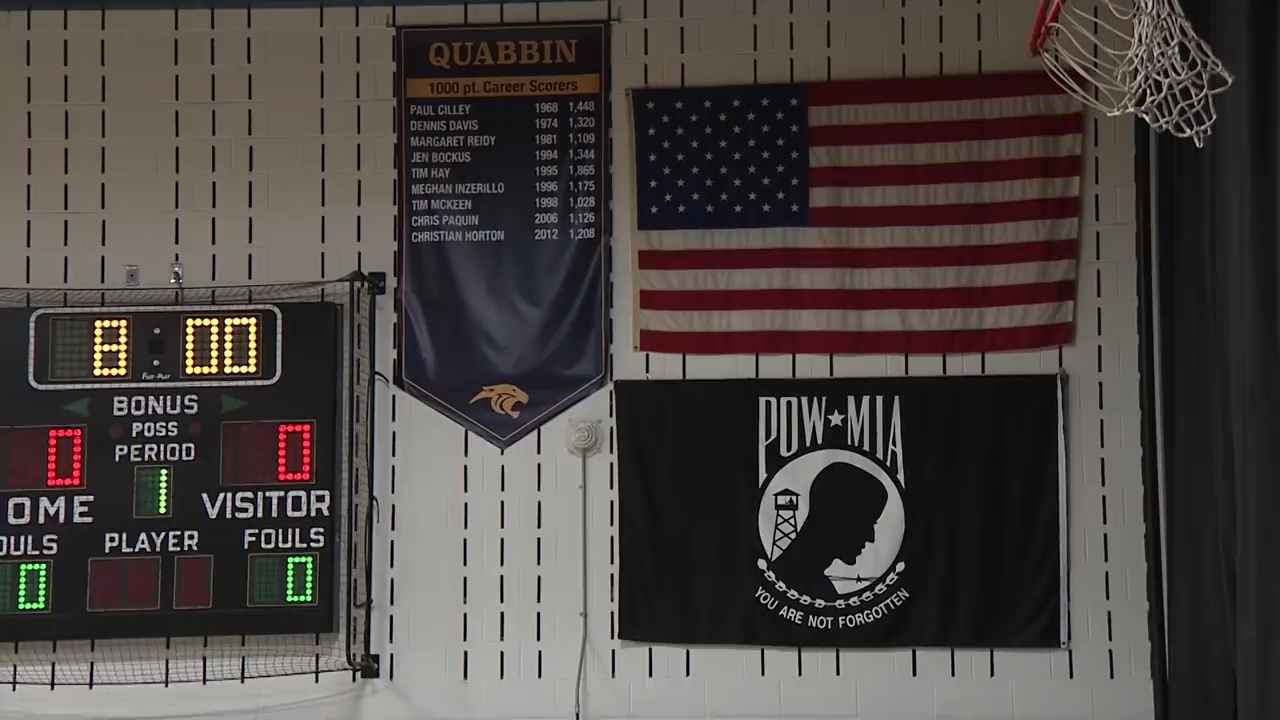 QUABBIN
1000 pt. Career Scorers
PAUL CILLEY 1968 1,448
DENNIS DAVIS 1974 1,320
MARGARET REIDY 1981 1,109
JEN BOCKUS 1994 1,344
TIM HAY 1995 1,865
MEGHAN INZERILLO 1996 1,175
TIM MCKEEN 1998 1,028
CHRIS PAQUIN 2006 1,126
CHRISTIAN HORTON 2012 1,208
8:00
FAIR-PLAY
BONUS
POSS
PERIOD
0 1 0
OME VISITOR
OULS PLAYER FOULS
0 0
POW★MIA
YOU ARE NOT FORGOTTEN